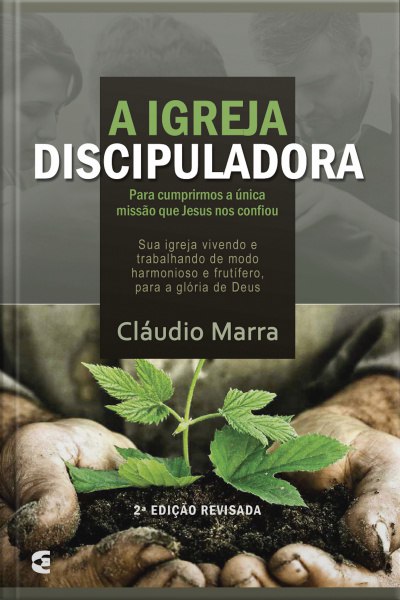 A IGREJA
DISCIPULADORA
Para cumprirmos a única
missão que Jesus nos confiou
Sua igreja vivendo e
trabalhando de modo
harmonioso e frutífero,
para a glória de Deus
Cláudio Marra
2ª EDIÇÃO REVISADA